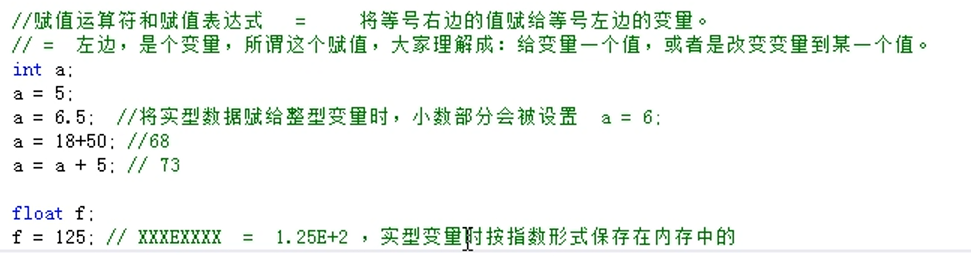 //赋值运算符和赋值表达式 = 将等号右边的值赋给等号左边的变量。
// = 左边，是个变量，所谓这个赋值，大家理解成：给变量一个值，或者是改变变量到某一个值。
int a;
a = 5;
a = 6.5; //将实型数据赋给整型变量时，小数部分会被设置 a = 6;
a = 18+50; //68
a = a + 5; // 73
float f;
f = 125; // XXXEXXXX = 1.25E+2 ，实型变量时按指数形式保存在内存中的